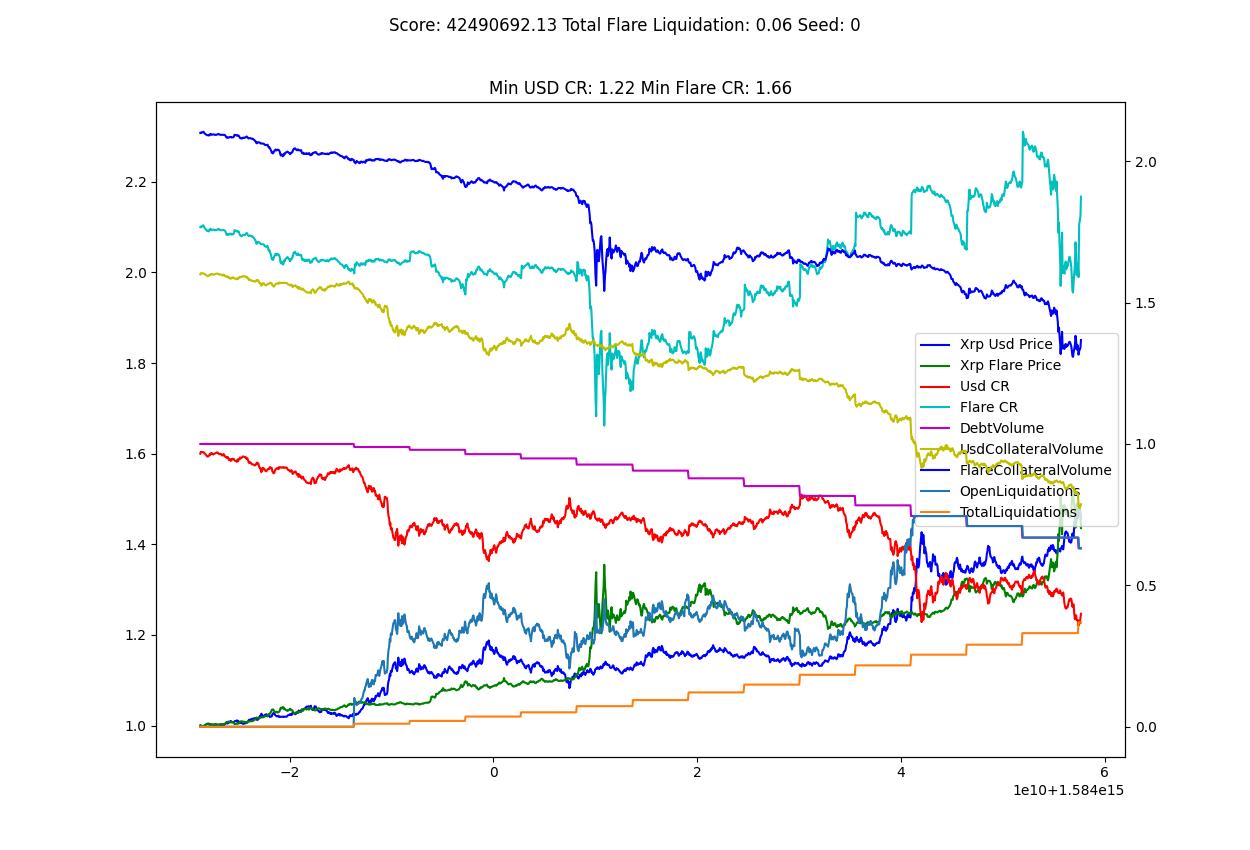 Score: 42490692.13 Total Flare Liquidation: 0.06 Seed: 0
Min USD CR: 1.22 Min Flare CR: 1.66
2.2
2.0
1.8
1.6
1.4
1.2
1.0
2.0
1.5
1.0
0.5
0.0
Xrp Usd Price
Xrp Flare Price
Usd CR
Flare CR
DebtVolume
UsdCollateralVolume
FlareCollateralVolume
OpenLiquidations
TotalLiquidations
−2 0 2 4 6
1e10+1.584e15